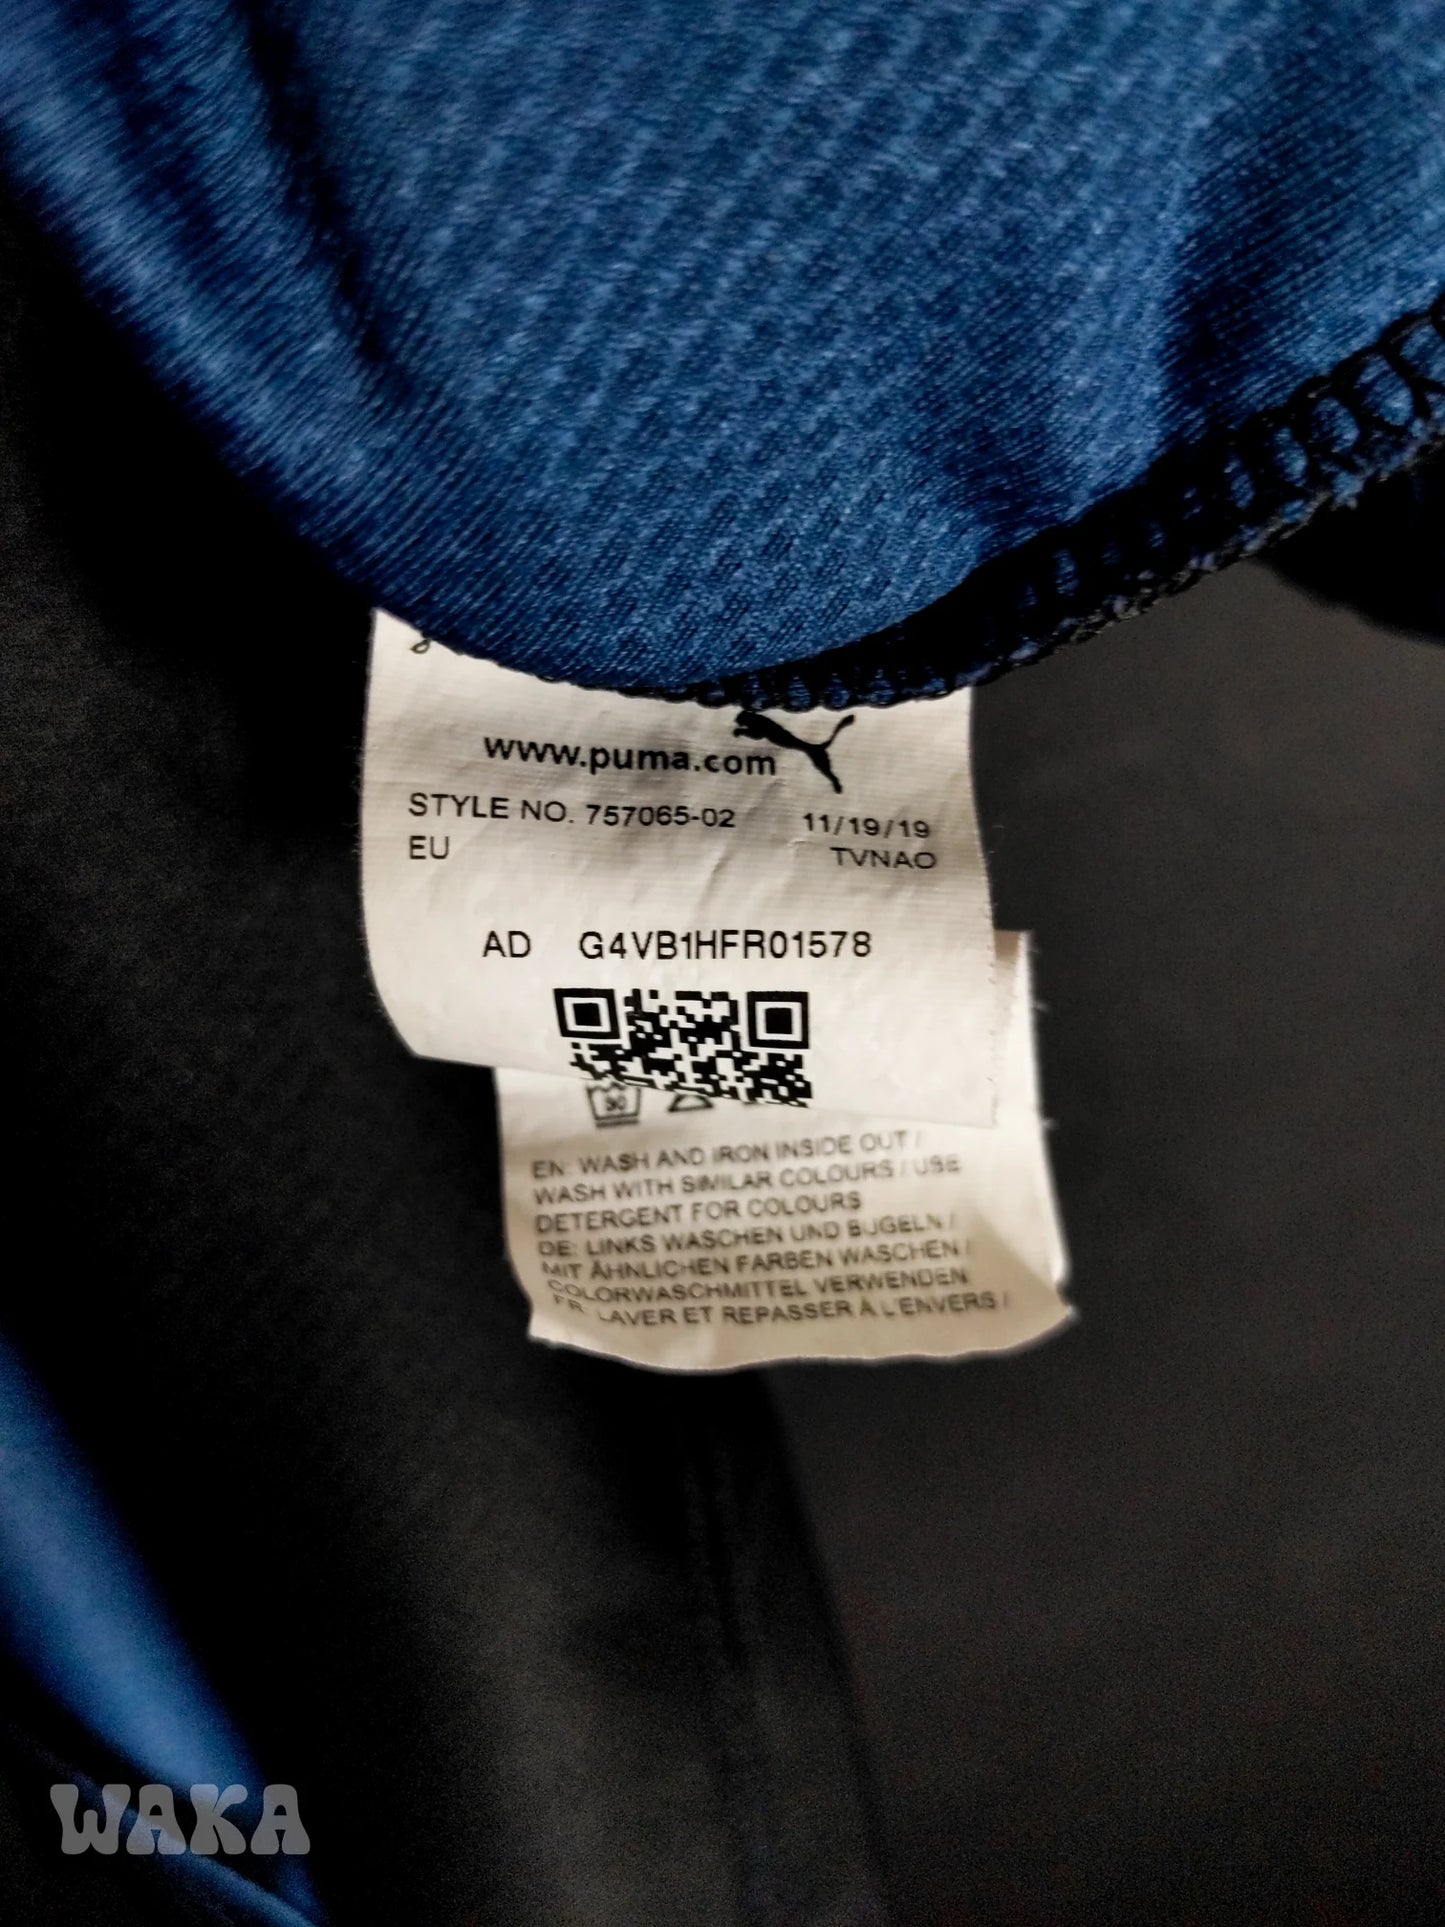 www.puma.com
STYLE NO. 757065-02 11/19/19
EU TVNAO
AD G4VB1HFR01578
30
EN: WASH AND IRON INSIDE OUT /
WASH WITH SIMILAR COLOURS / USE
DETERGENT FOR COLOURS
DE: LINKS WASCHEN UND BÜGELN /
MIT ÄHNLICHEN FARBEN WASCHEN /
COLORWASCHMITTEL VERWENDEN
FR: LAVER ET REPASSER À L'ENVERS /
WAKA